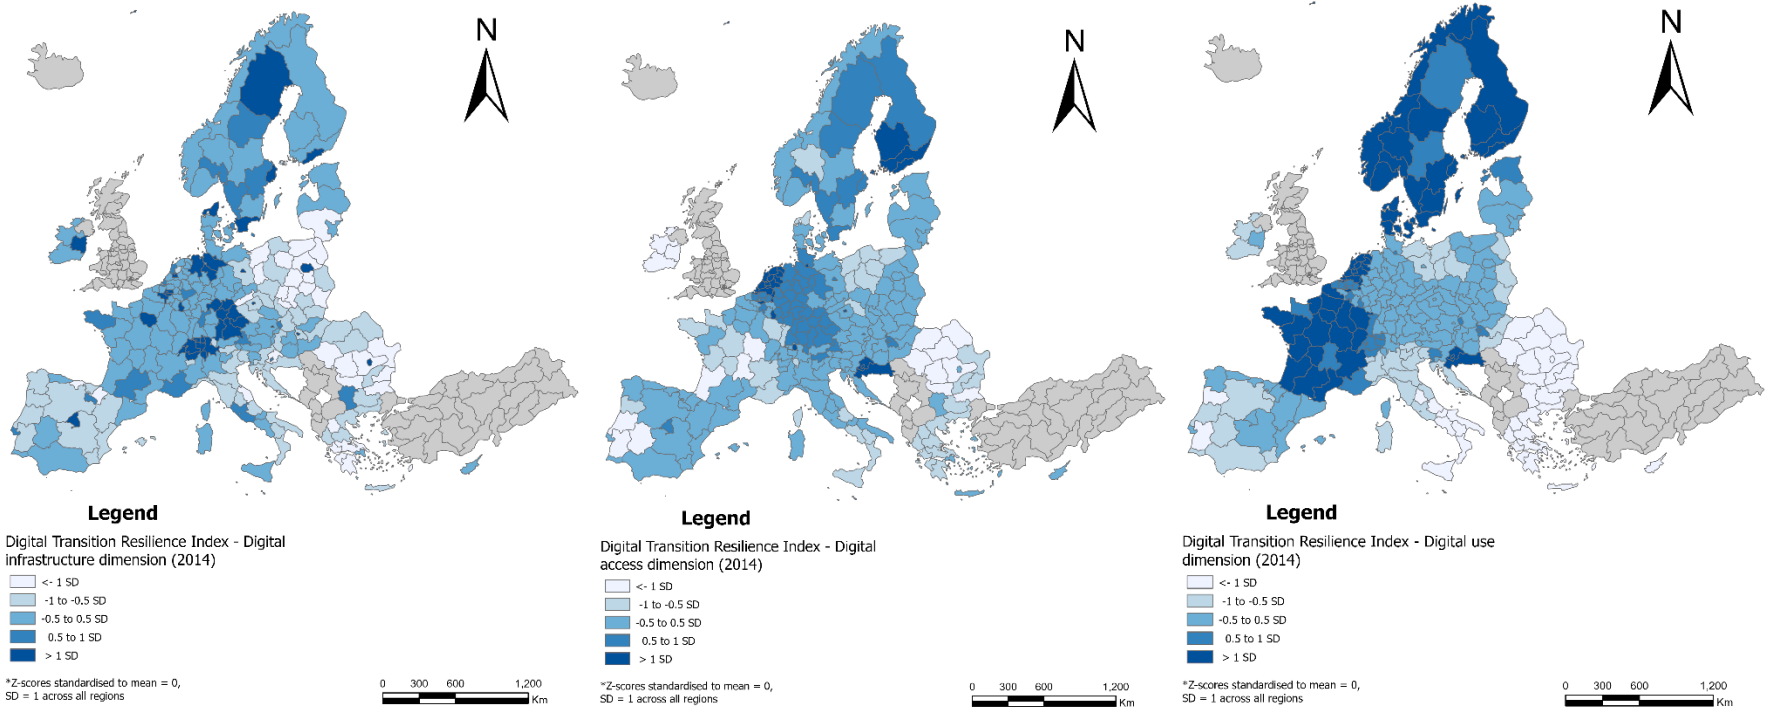 N
Legend
Digital Transition Resilience Index - Digital
infrastructure dimension (2014)
<- 1 SD
-1 to -0.5 SD
-0.5 to 0.5 SD
0.5 to 1 SD
> 1 SD
*Z-scores standardised to mean = 0,
SD = 1 across all regions
0 300 600 1,200
Km
N
Legend
Digital Transition Resilience Index - Digital
access dimension (2014)
<- 1 SD
-1 to -0.5 SD
-0.5 to 0.5 SD
0.5 to 1 SD
> 1 SD
*Z-scores standardised to mean = 0,
SD = 1 across all regions
0 300 600 1,200
Km
N
Legend
Digital Transition Resilience Index - Digital use
dimension (2014)
<- 1 SD
-1 to -0.5 SD
-0.5 to 0.5 SD
0.5 to 1 SD
> 1 SD
*Z-scores standardised to mean = 0,
SD = 1 across all regions
0 300 600 1,200
Km